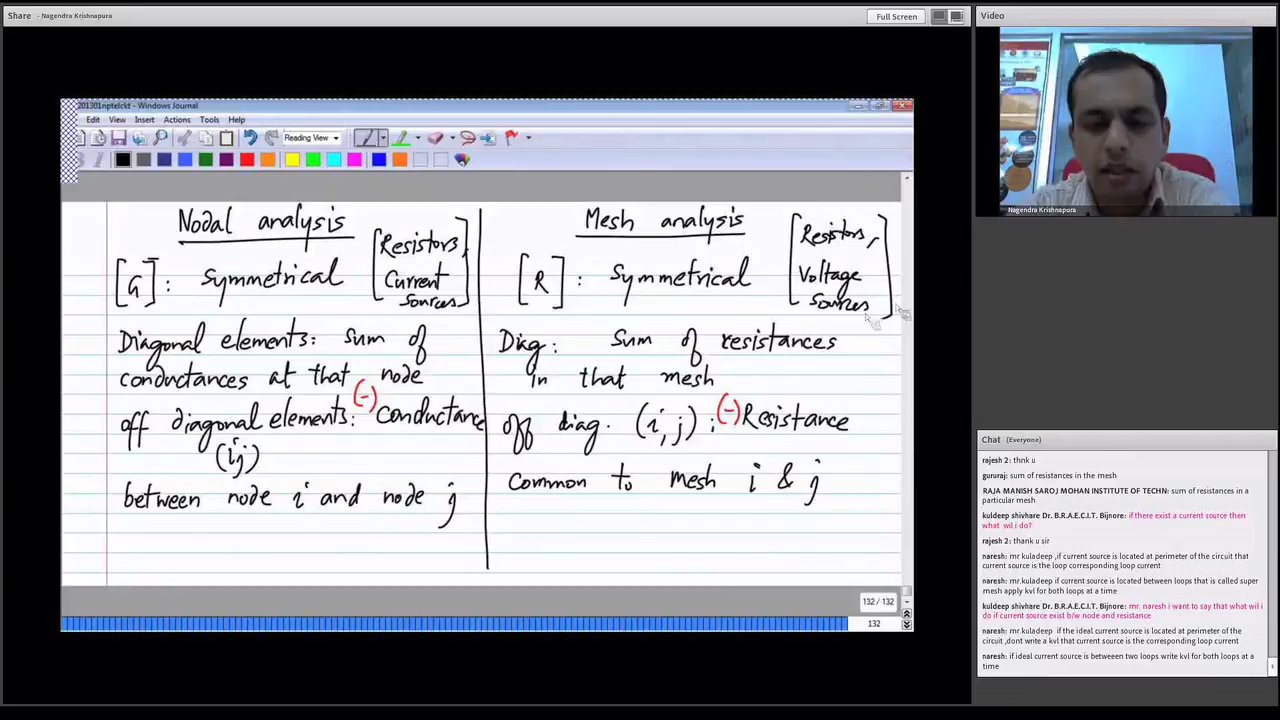 Share - Nagendra Krishnapura
Full Screen
Video
Nagendra Krishnapura
201301nptelckt - Windows Journal
Edit View Insert Actions Tools Help
Reading View
Nodal analysis
[G] : Symmetrical [Resistors, Current Sources]
Diagonal elements: Sum of
conductances at that node
off diagonal elements: (-) conductance
(ij)
between node i and node j
Mesh analysis
[R] : Symmetrical [Resistors, Voltage Sources]
Diag: Sum of resistances
in that mesh
off diag. (i,j) : (-) Resistance
common to mesh i & j
132 / 132
132
Chat (Everyone)
rajesh 2: thnk u
gururaj: sum of resistances in the mesh
RAJA MANISH SAROJ MOHAN INSTITUTE OF TECHN: sum of resistances in a
particular mesh
kuldeep shivhare Dr. B.R.A.E.C.I.T. Bijnore: if there exist a current source then
what wil i do?
rajesh 2: thank u sir
naresh: mr kuladeep ,if current source is located at perimeter of the circuit that
current source is the loop corresponding loop current
naresh: mr.kuladeep if current source is located between loops that is called super
mesh apply kvl for both loops at a time
kuldeep shivhare Dr. B.R.A.E.C.I.T. Bijnore: mr. naresh i want to say that what wil i
do if current source exist b/w node and resistance
naresh: mr.kuladeep if the ideal current source is located at perimeter of the
circuit ,dont write a kvl that current source is the corresponding loop current
naresh: if ideal current source is betweeen two loops write kvl for both loops at a
time